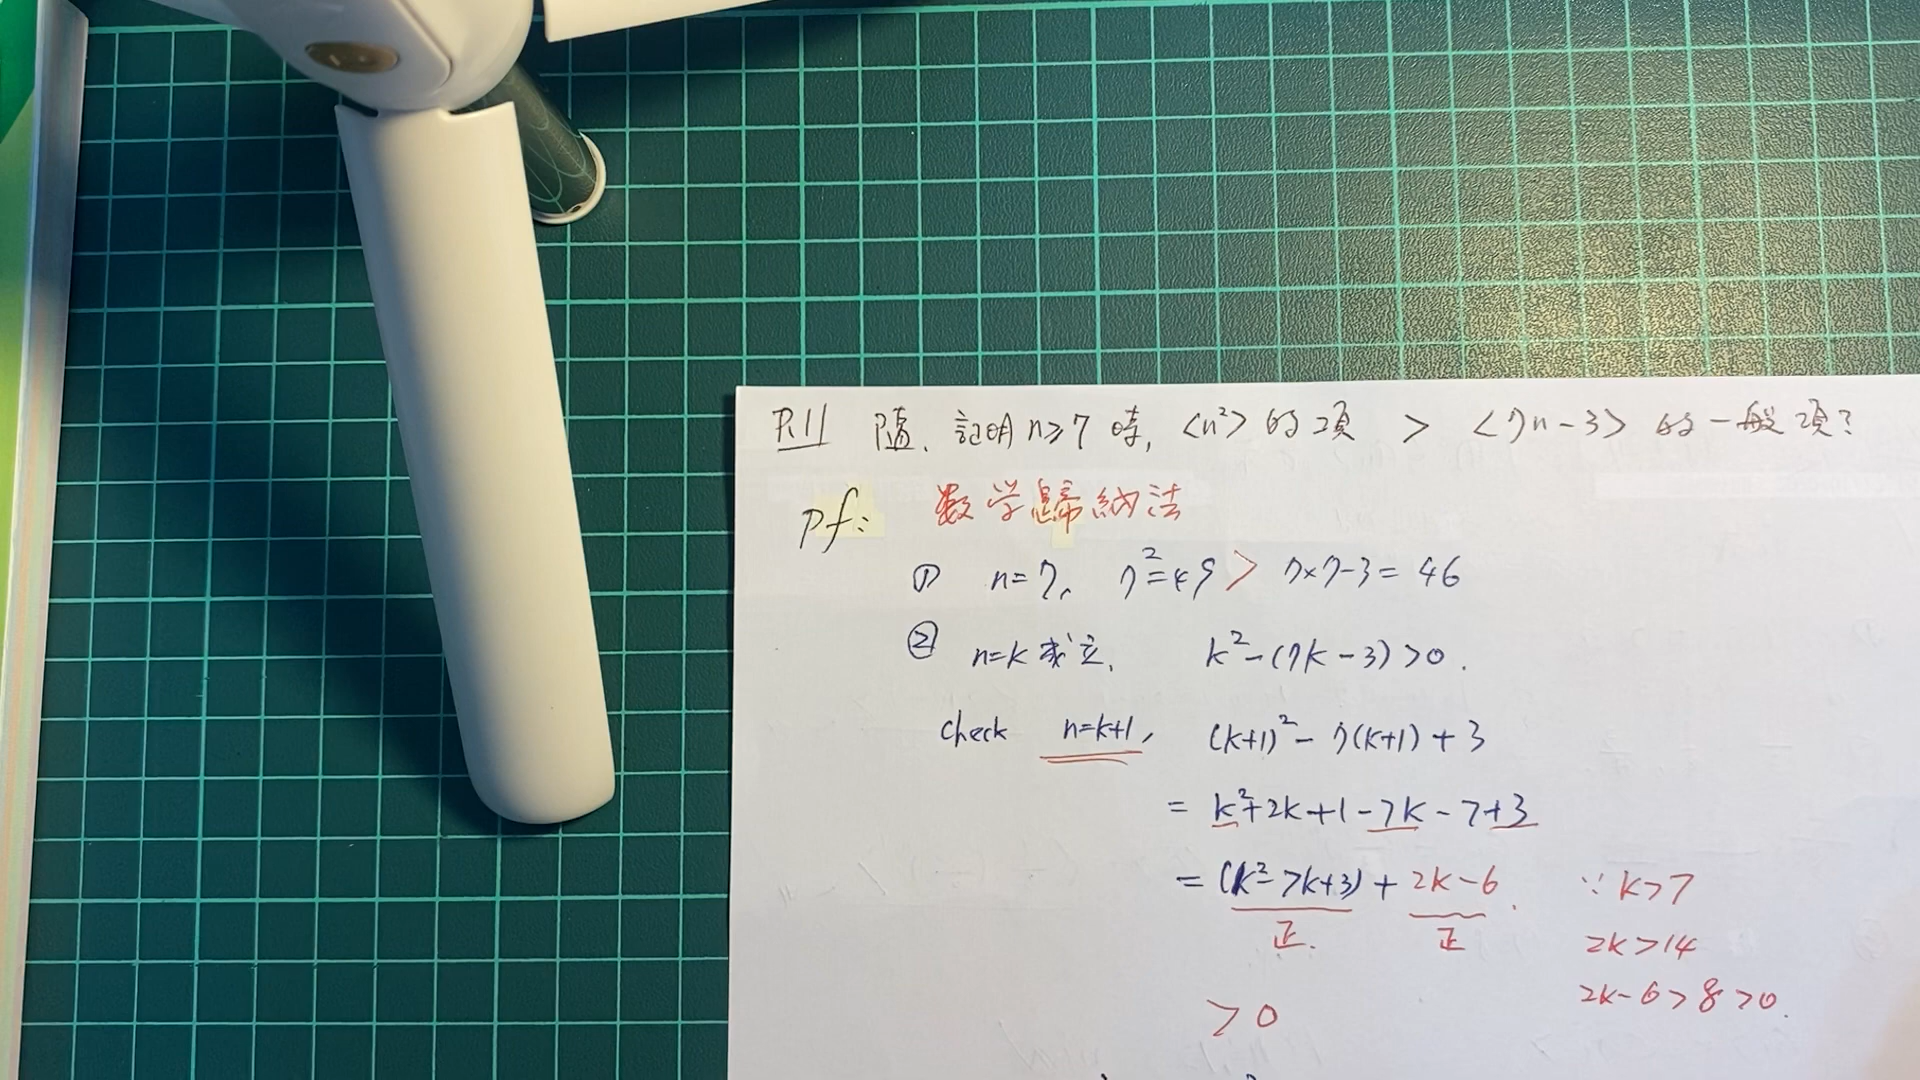 P.11 隨. 証明 n≥7 時, <n²> 的項 > <7n-3> 的一般項?
pf: 数学歸納法
① n=7, 7²=49 > 7×7-3=46
② n=k 成立, k²-(7k-3)>0.
check n=k+1, (k+1)²-7(k+1)+3
= k²+2k+1-7k-7+3
= (k²-7k+3)+2k-6. ∵ k>7
正. 正 2k>14
>0 2k-6>8>0.